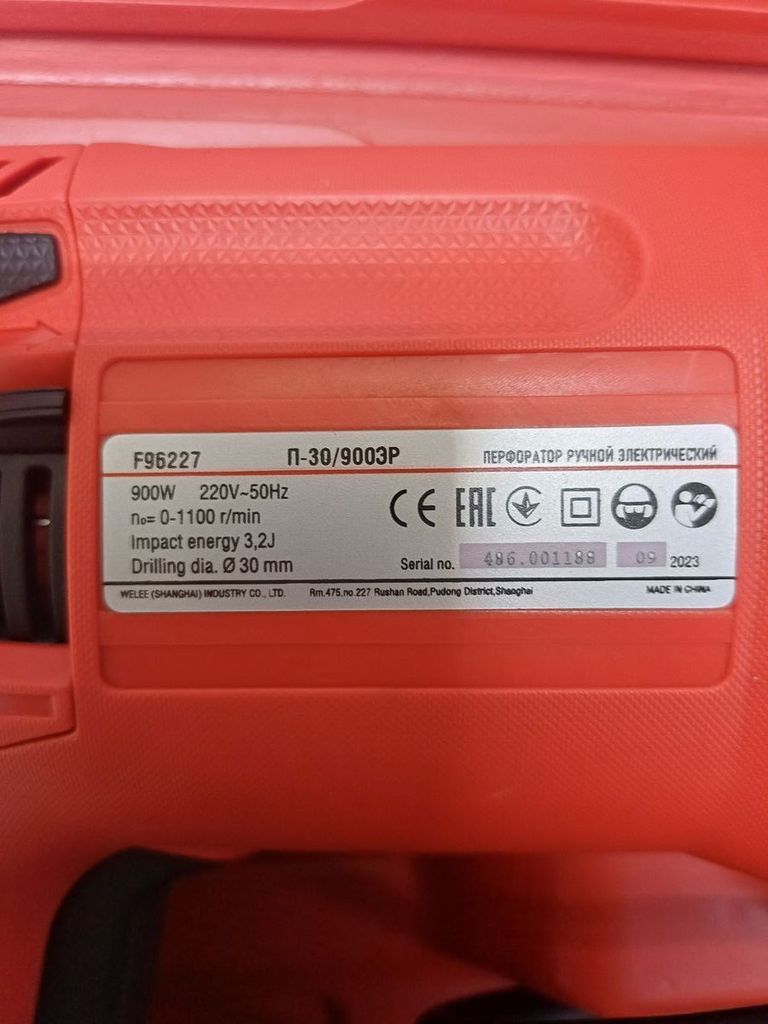 F96227 П-30/900ЭР ПЕРФОРАТОР РУЧНОЙ ЭЛЕКТРИЧЕСКИЙ
900W 220V~50Hz
n₀= 0-1100 r/min
Impact energy 3,2J
Drilling dia. Ø 30 mm
CE EAC
Serial no. 486.001188 09 2023
WELEE (SHANGHAI) INDUSTRY CO., LTD. Rm.475,no.227 Rushan Road,Pudong District,Shanghai MADE IN CHINA